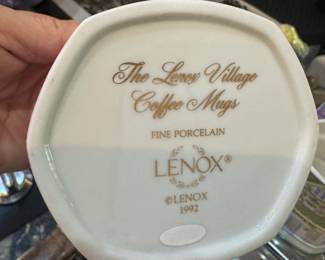 The Lenox Village
Coffee Mugs
FINE PORCELAIN
LENOX®
©LENOX
1992